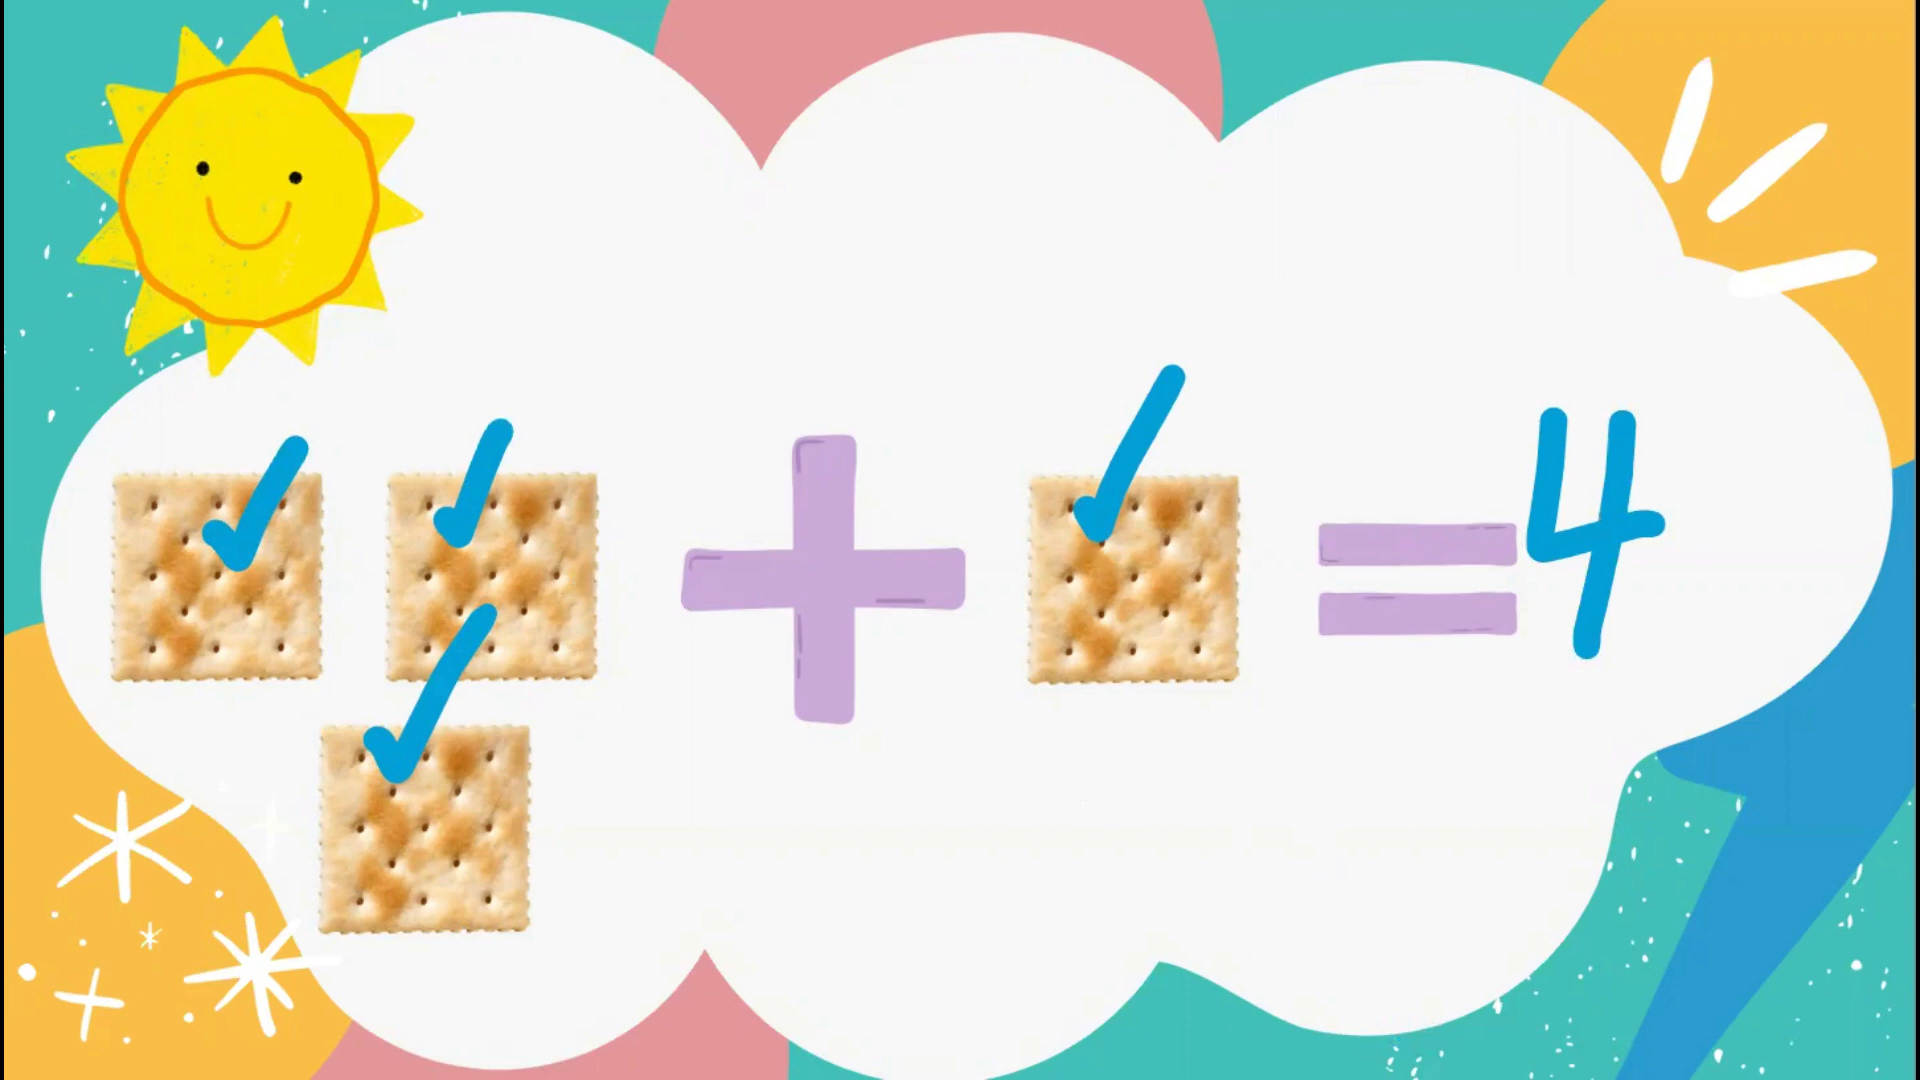 + = 4